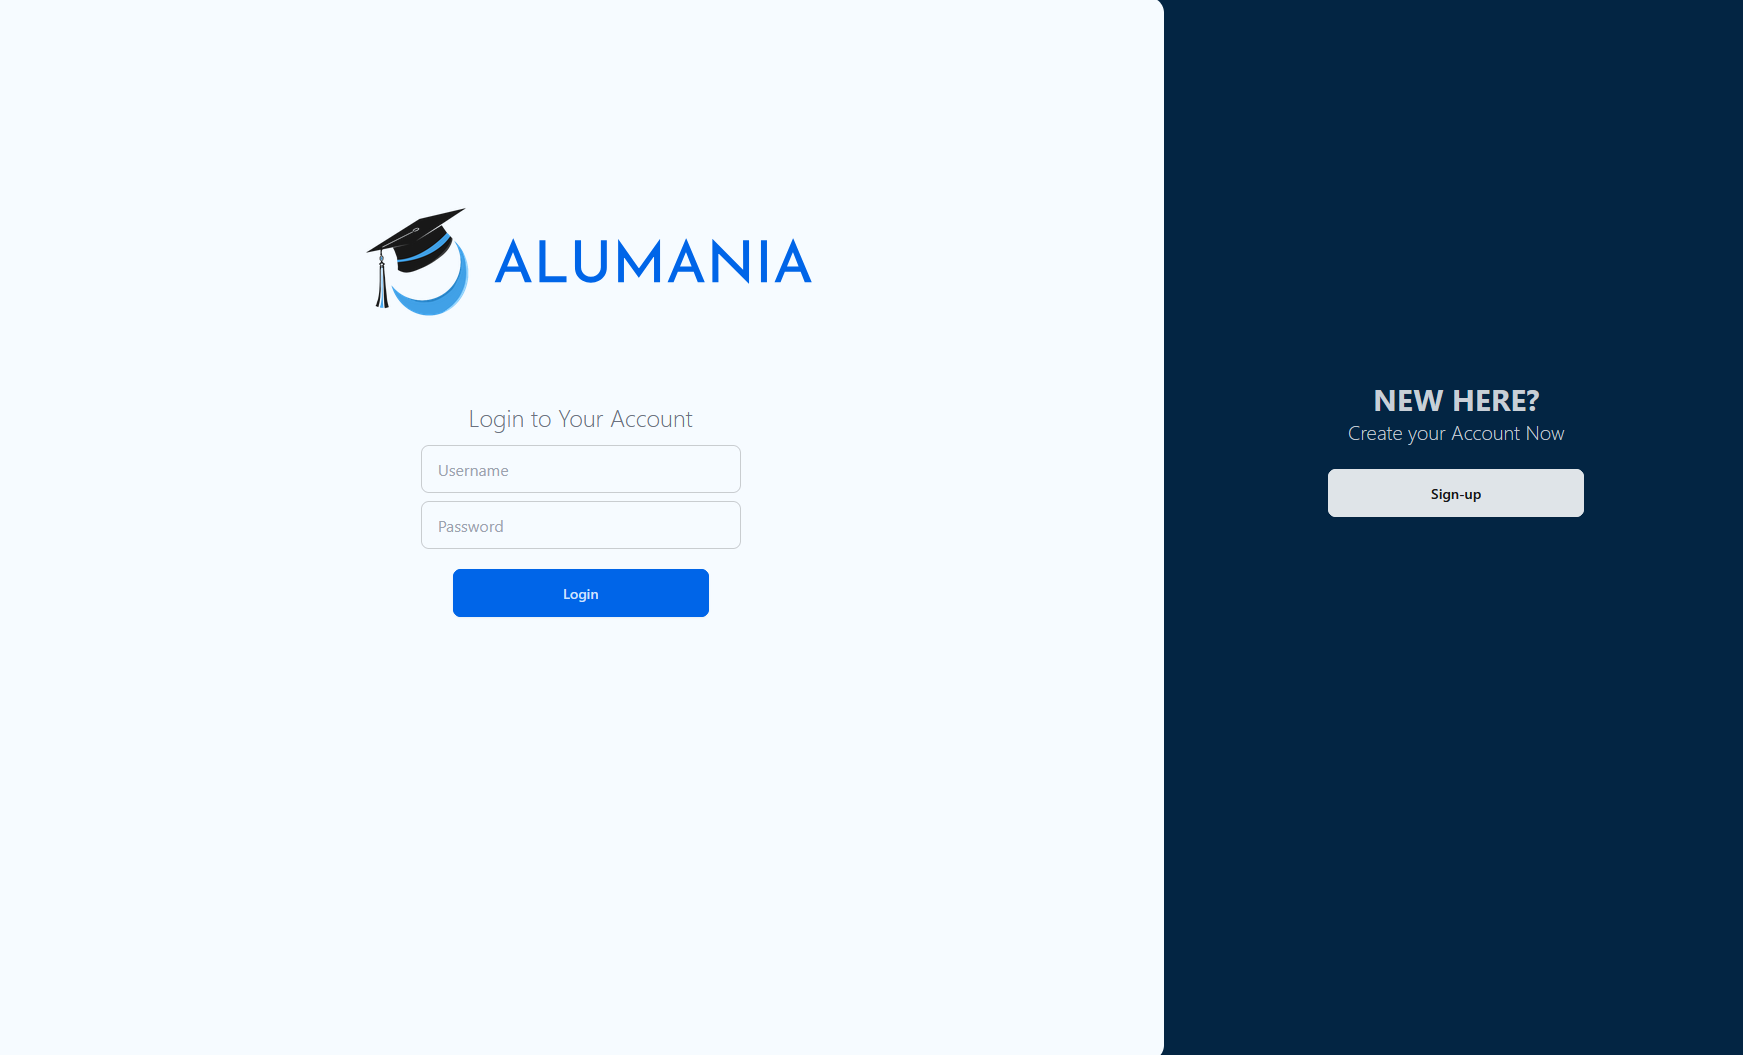 ALUMANIA
Login to Your Account
Username
Password
Login
NEW HERE?
Create your Account Now
Sign-up